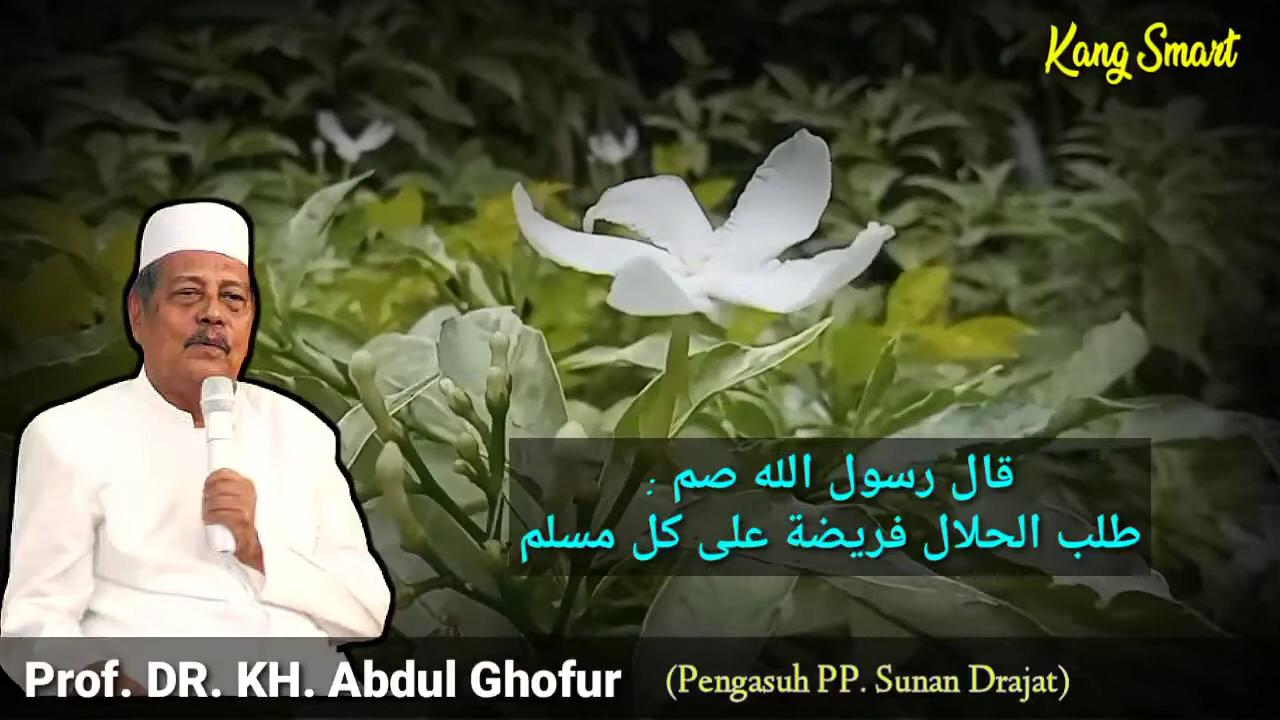 Kang Smart
قال رسول الله صم :
طلب الحلال فريضة على كل مسلمٍ
Prof. DR. KH. Abdul Ghofur
(Pengasuh PP. Sunan Drajat)